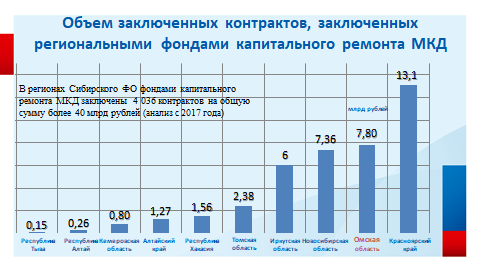 Объем заключенных контрактов, заключенных
региональными фондами капитального ремонта МКД
В регионах Сибирского ФО фондами капитального
ремонта МКД заключены 4 036 контрактов на общую
сумму более 40 млрд рублей (анализ с 2017 года)
млрд рублей
0,15
0,26
0,80
1,27
1,56
2,38
6
7,36
7,80
13,1
Республика
Тыва
Республика
Алтай
Кемеровская
область
Алтайский
край
Республика
Хакасия
Томская
область
Иркутская
область
Новосибирская
область
Омская
область
Красноярский
край